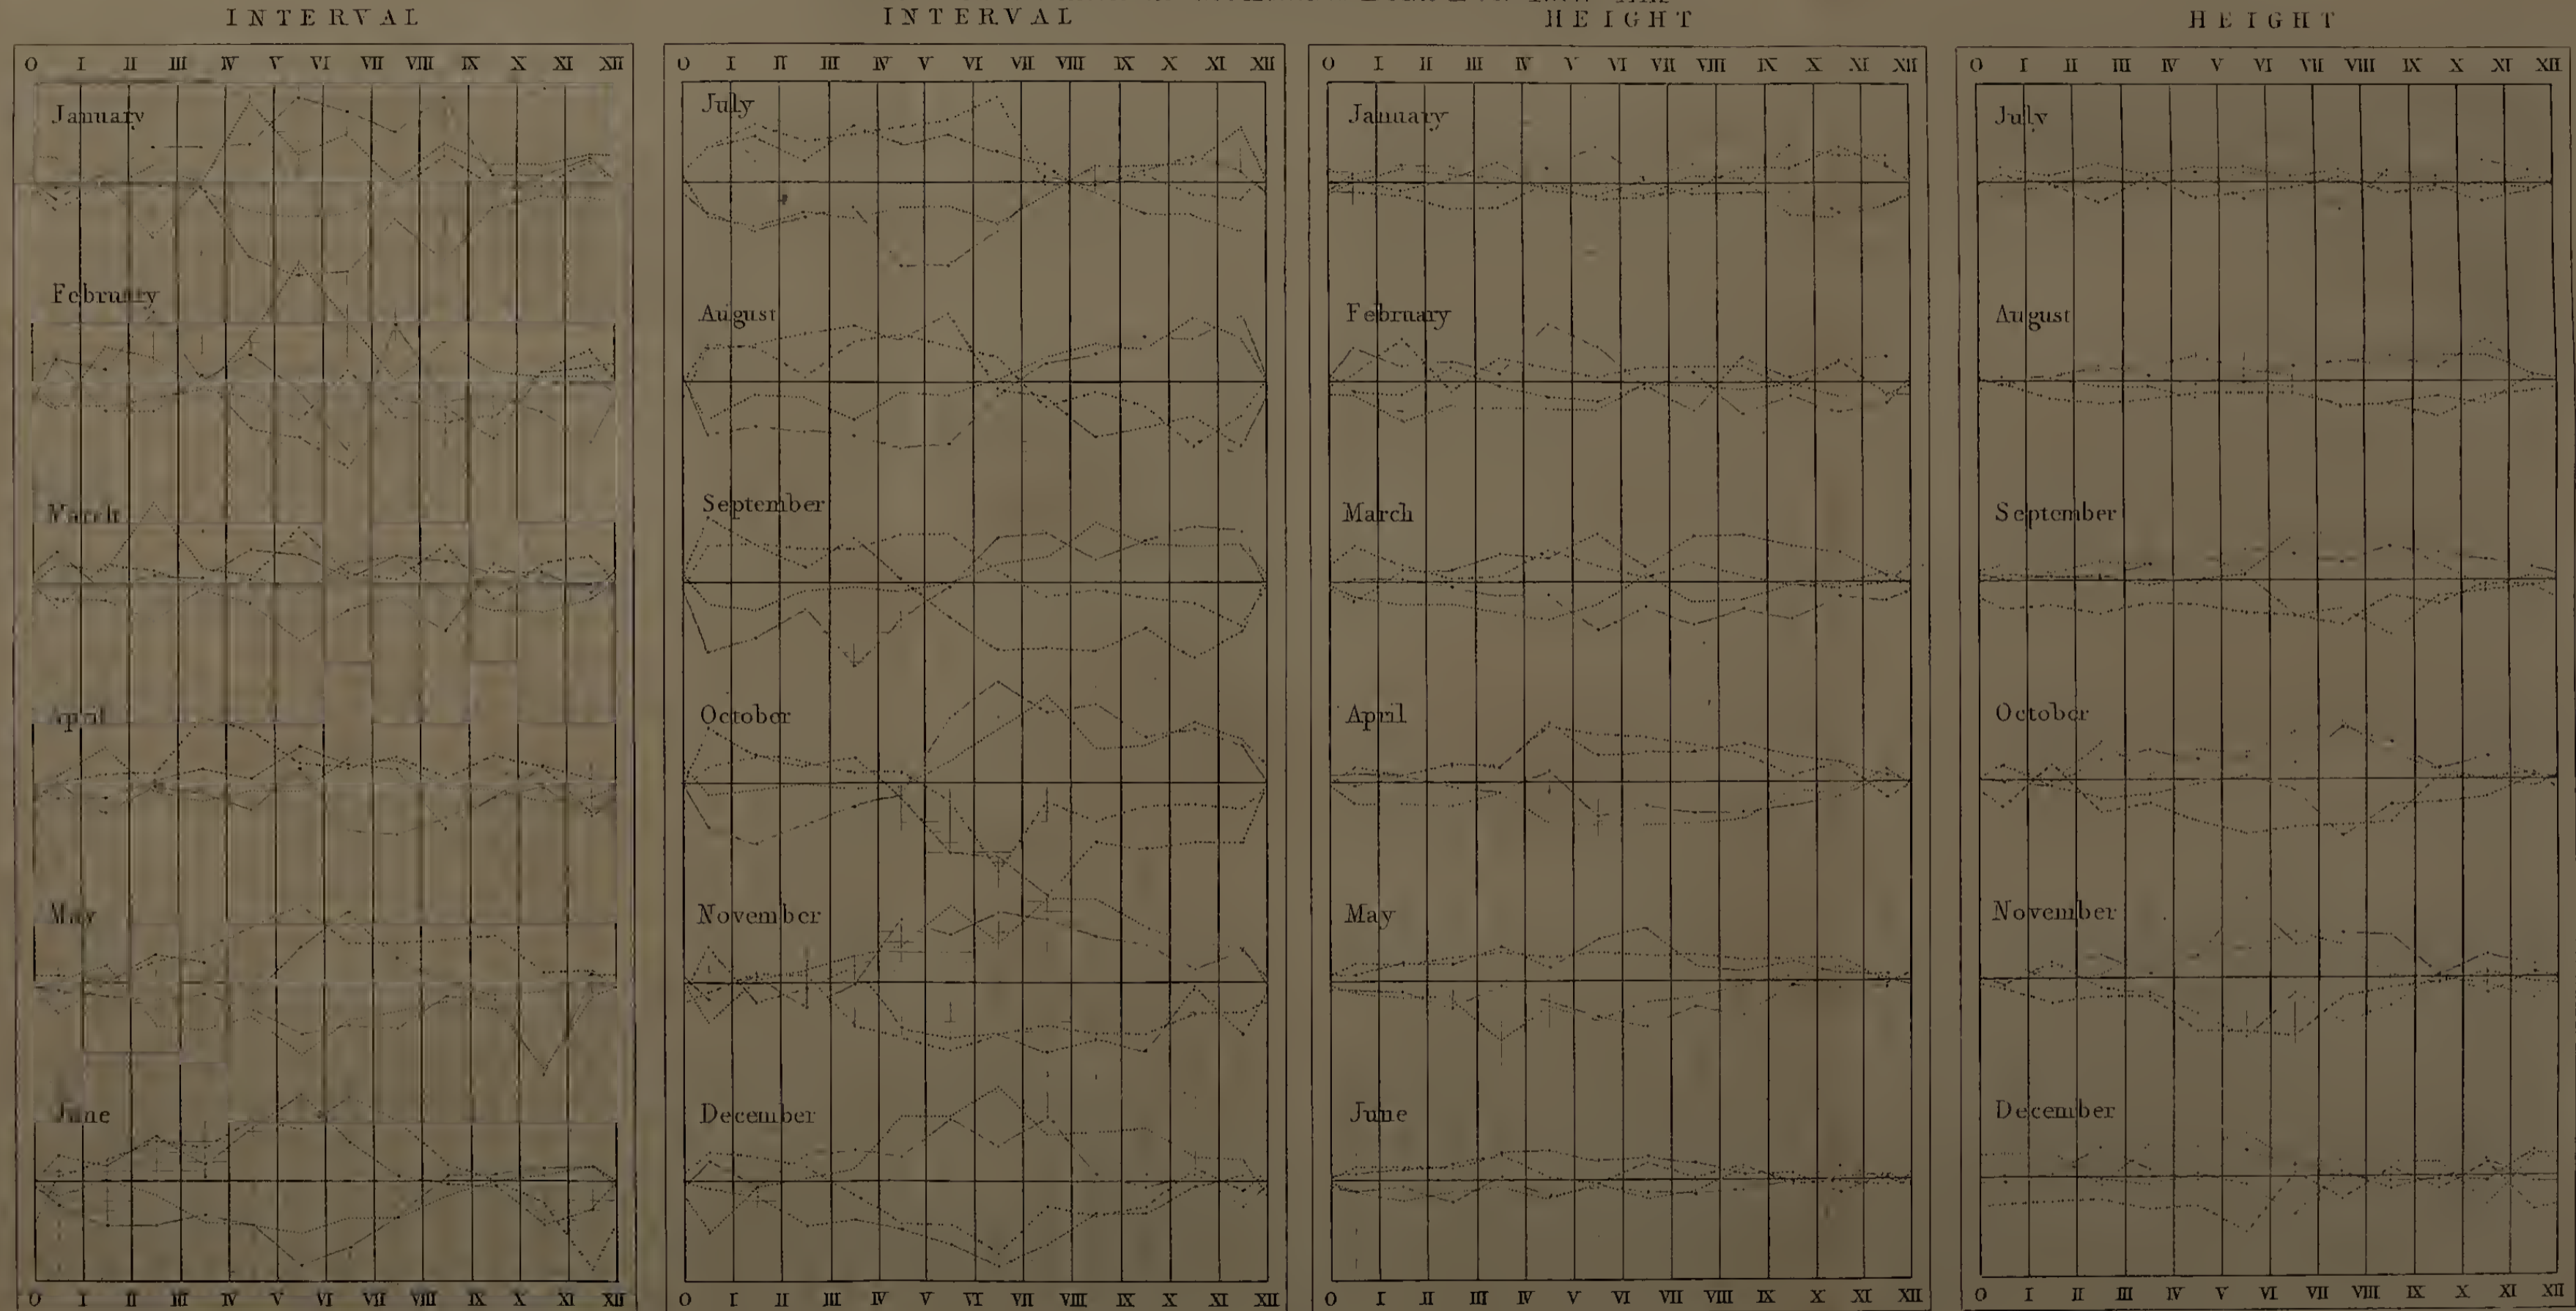 INTERVAL
O I II III IV V VI VII VIII IX X XI XII
January
February
March
April
May
June
O I II III IV V VI VII VIII IX X XI XII
INTERVAL
O I II III IV V VI VII VIII IX X XI XII
July
August
September
October
November
December
O I II III IV V VI VII VIII IX X XI XII
HEIGHT
O I II III IV V VI VII VIII IX X XI XII
January
February
March
April
May
June
O I II III IV V VI VII VIII IX X XI XII
HEIGHT
O I II III IV V VI VII VIII IX X XI XII
July
August
September
October
November
December
O I II III IV V VI VII VIII IX X XI XII